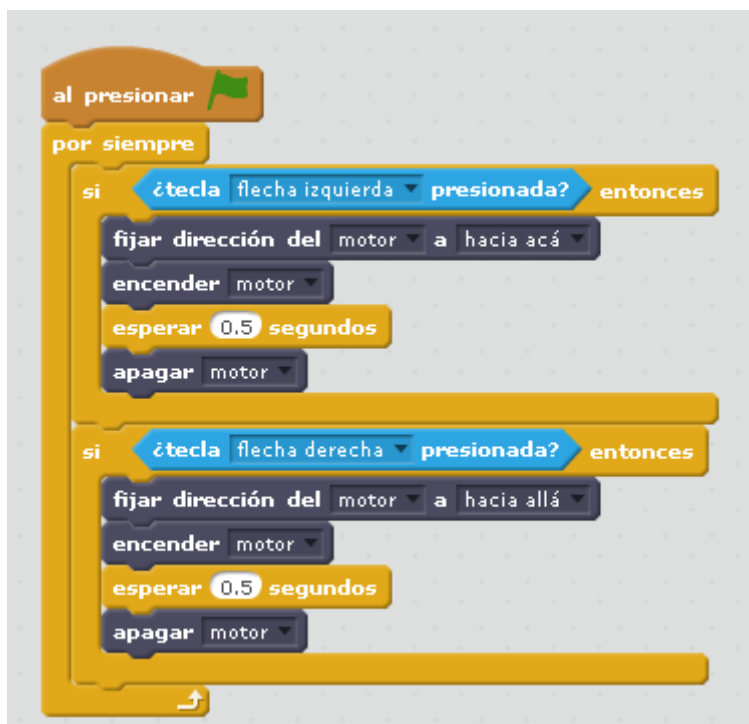 al presionar
por siempre
si ¿tecla flecha izquierda presionada? entonces
fijar dirección del motor a hacia acá
encender motor
esperar 0.5 segundos
apagar motor
si ¿tecla flecha derecha presionada? entonces
fijar dirección del motor a hacia allá
encender motor
esperar 0.5 segundos
apagar motor